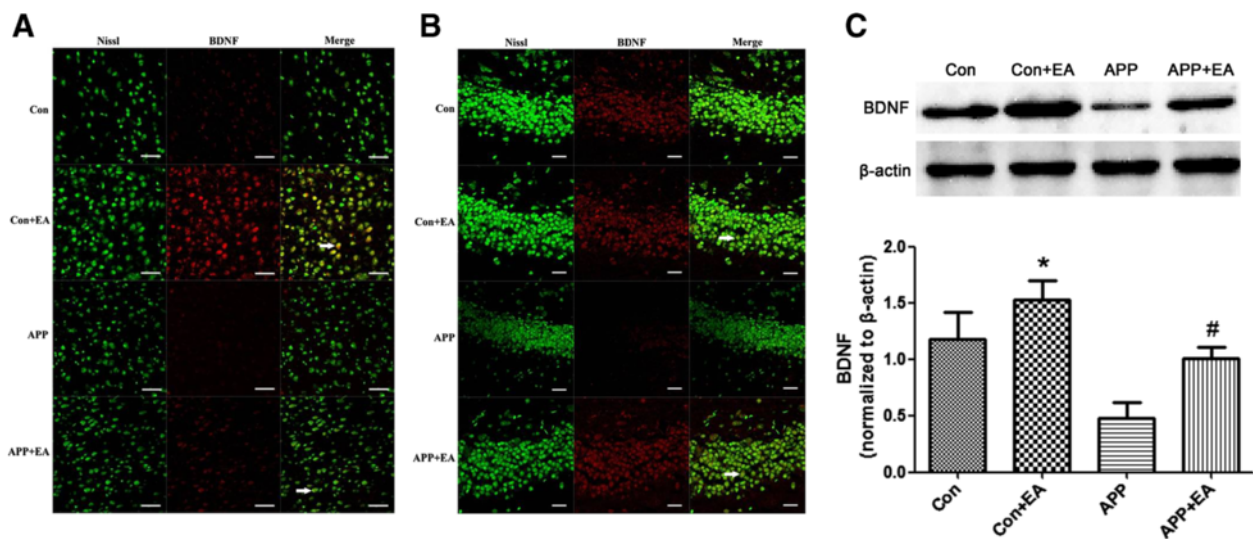 A
Nissl BDNF Merge
Con
Con+EA
APP
APP+EA
B
Nissl BDNF Merge
Con
Con+EA
APP
APP+EA
C
Con Con+EA APP APP+EA
BDNF
β-actin
BDNF
(normalized to β-actin)
2.0
1.5
1.0
0.5
0.0
*
#
Con Con+EA APP APP+EA